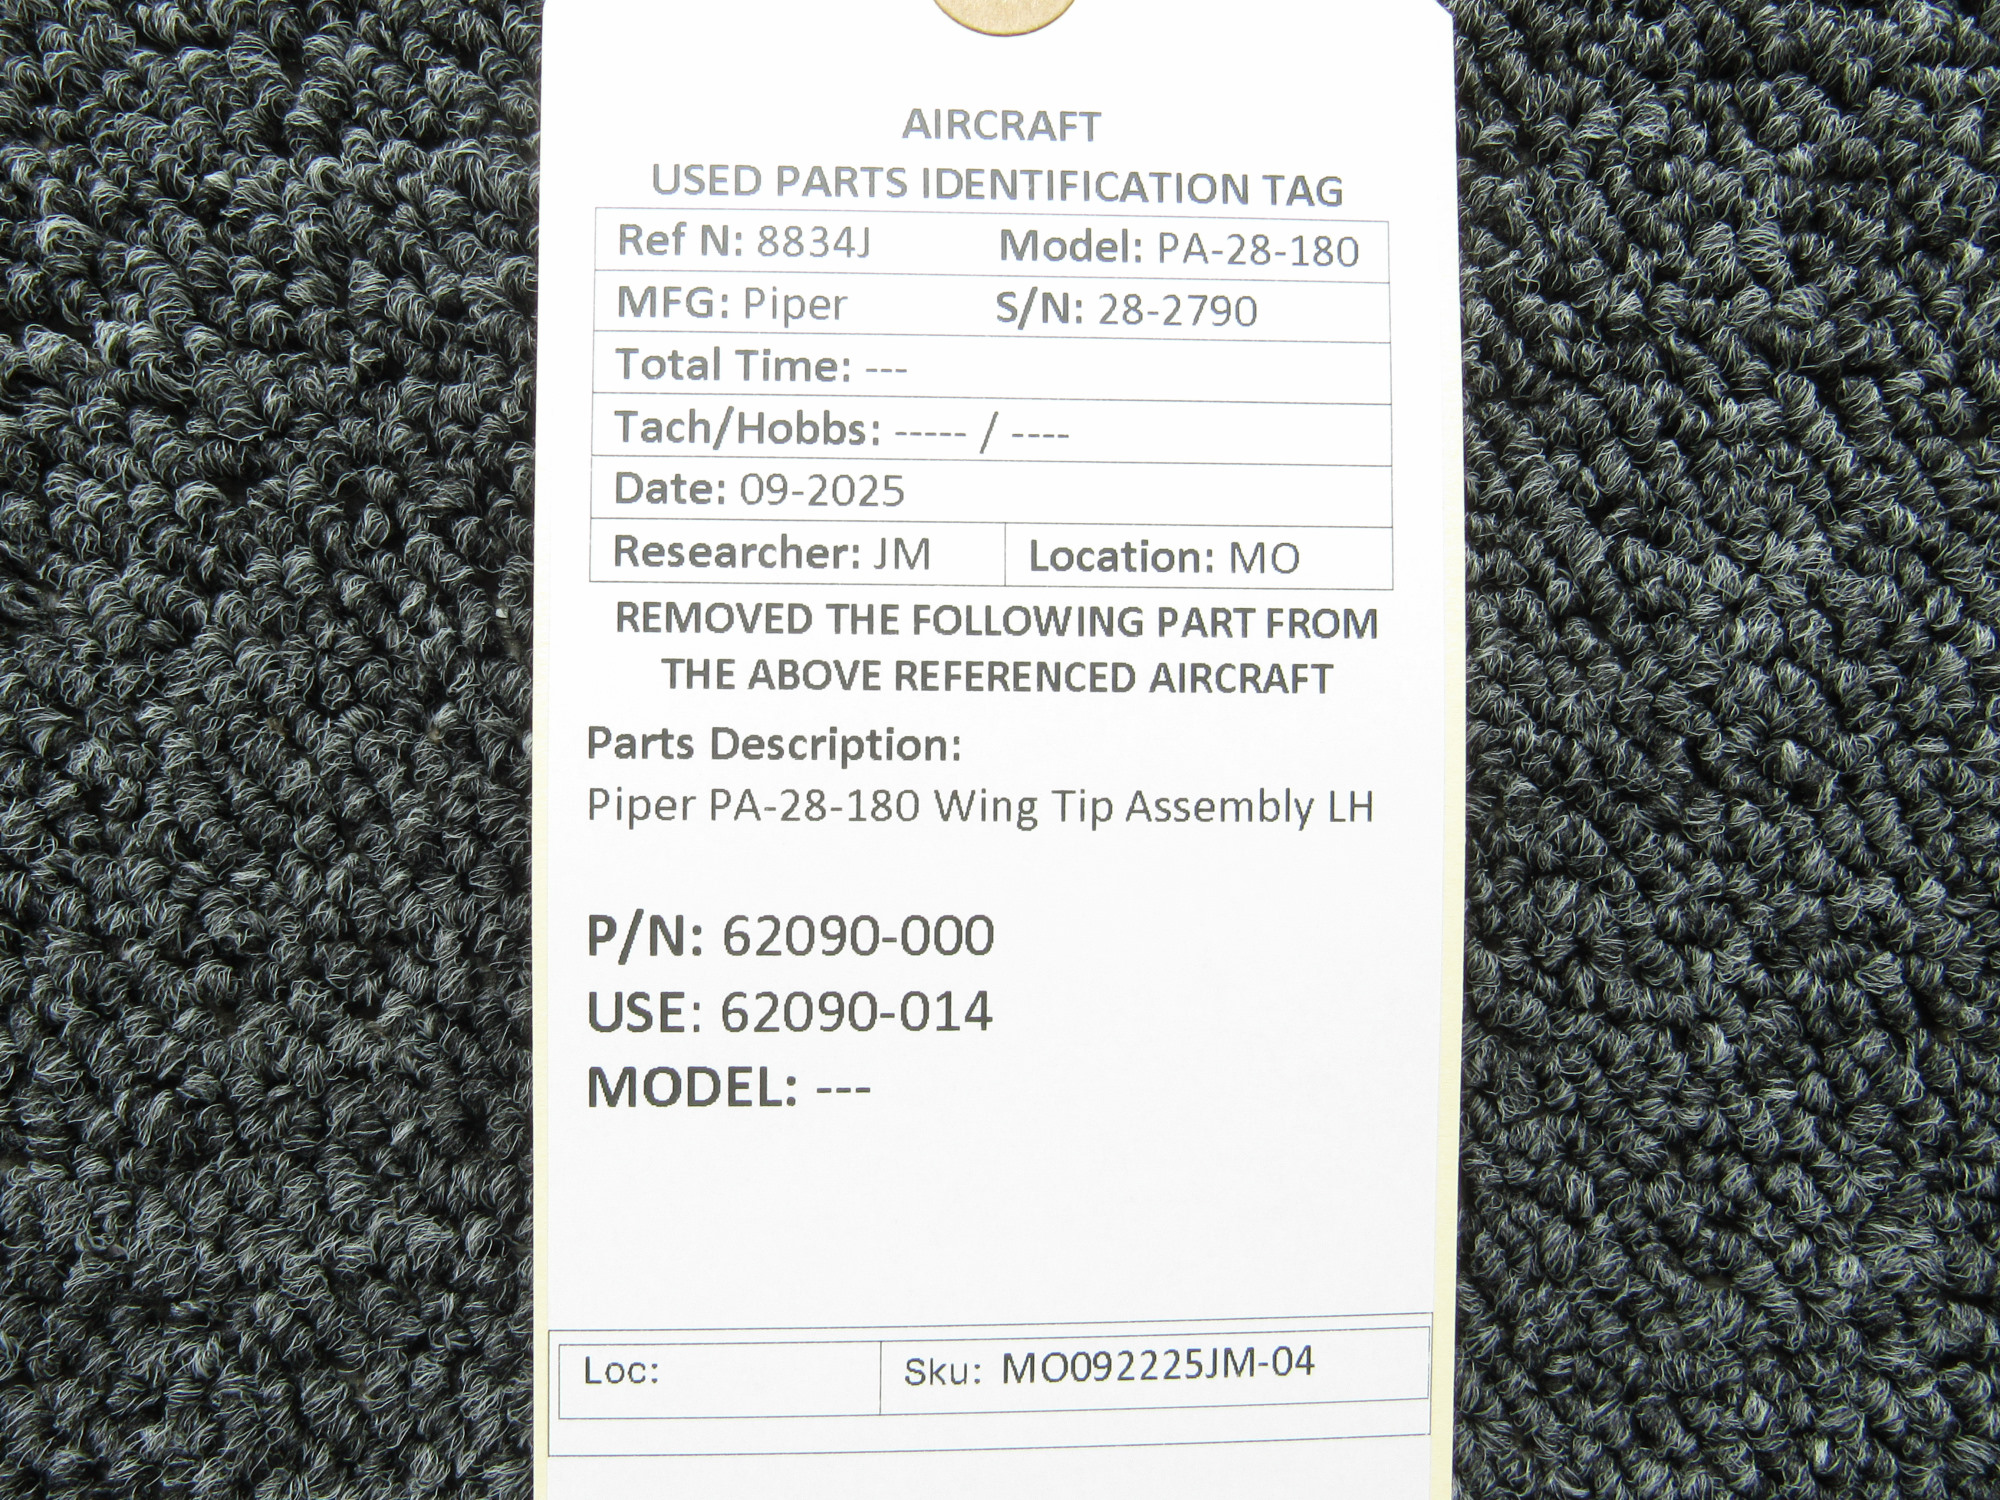 AIRCRAFT
USED PARTS IDENTIFICATION TAG
Ref N: 8834J Model: PA-28-180
MFG: Piper S/N: 28-2790
Total Time: ---
Tach/Hobbs: ----- / ----
Date: 09-2025
Researcher: JM Location: MO
REMOVED THE FOLLOWING PART FROM
THE ABOVE REFERENCED AIRCRAFT
Parts Description:
Piper PA-28-180 Wing Tip Assembly LH
P/N: 62090-000
USE: 62090-014
MODEL: ---
Loc: Sku: MO092225JM-04